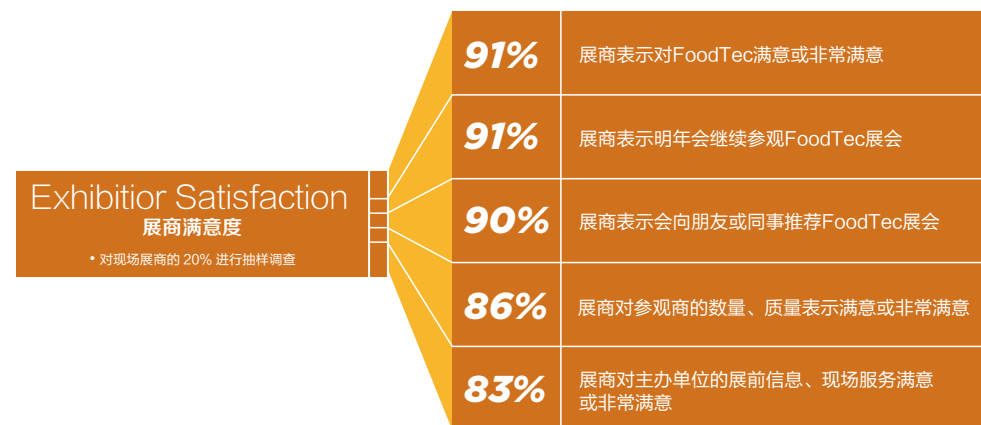 Exhibitior Satisfaction
展商满意度
• 对现场展商的 20% 进行抽样调查
91%
展商表示对FoodTec满意或非常满意
91%
展商表示明年会继续参观FoodTec展会
90%
展商表示会向朋友或同事推荐FoodTec展会
86%
展商对参观商的数量、质量表示满意或非常满意
83%
展商对主办单位的展前信息、现场服务满意
或非常满意